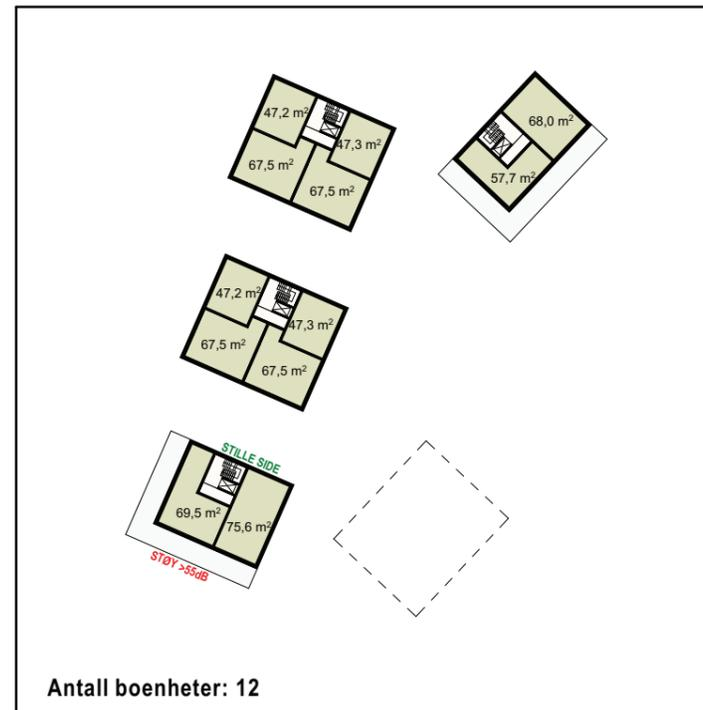 47,2 m²
47,3 m²
67,5 m²
67,5 m²
68,0 m²
57,7 m²
47,2 m²
47,3 m²
67,5 m²
67,5 m²
STILLE SIDE
69,5 m²
75,6 m²
STØY >55dB
Antall boenheter: 12